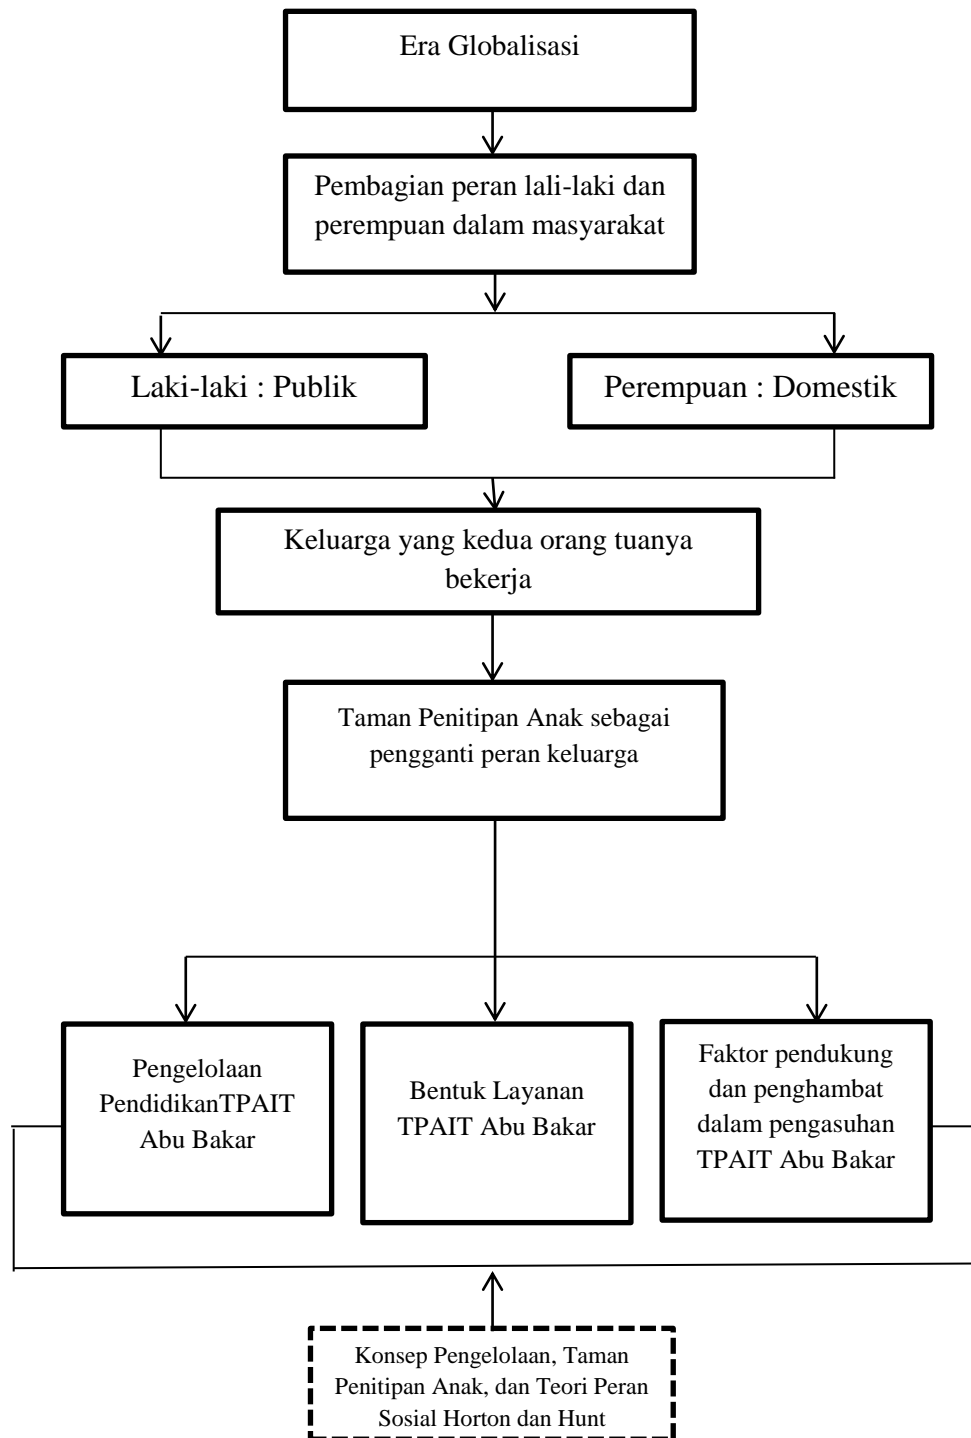 Era Globalisasi
Pembagian peran lali-laki dan
perempuan dalam masyarakat
Laki-laki : Publik
Perempuan : Domestik
Keluarga yang kedua orang tuanya
bekerja
Taman Penitipan Anak sebagai
pengganti peran keluarga
Pengelolaan
PendidikanTPAIT
Abu Bakar
Bentuk Layanan
TPAIT Abu Bakar
Faktor pendukung
dan penghambat
dalam pengasuhan
TPAIT Abu Bakar
Konsep Pengelolaan, Taman
Penitipan Anak, dan Teori Peran
Sosial Horton dan Hunt